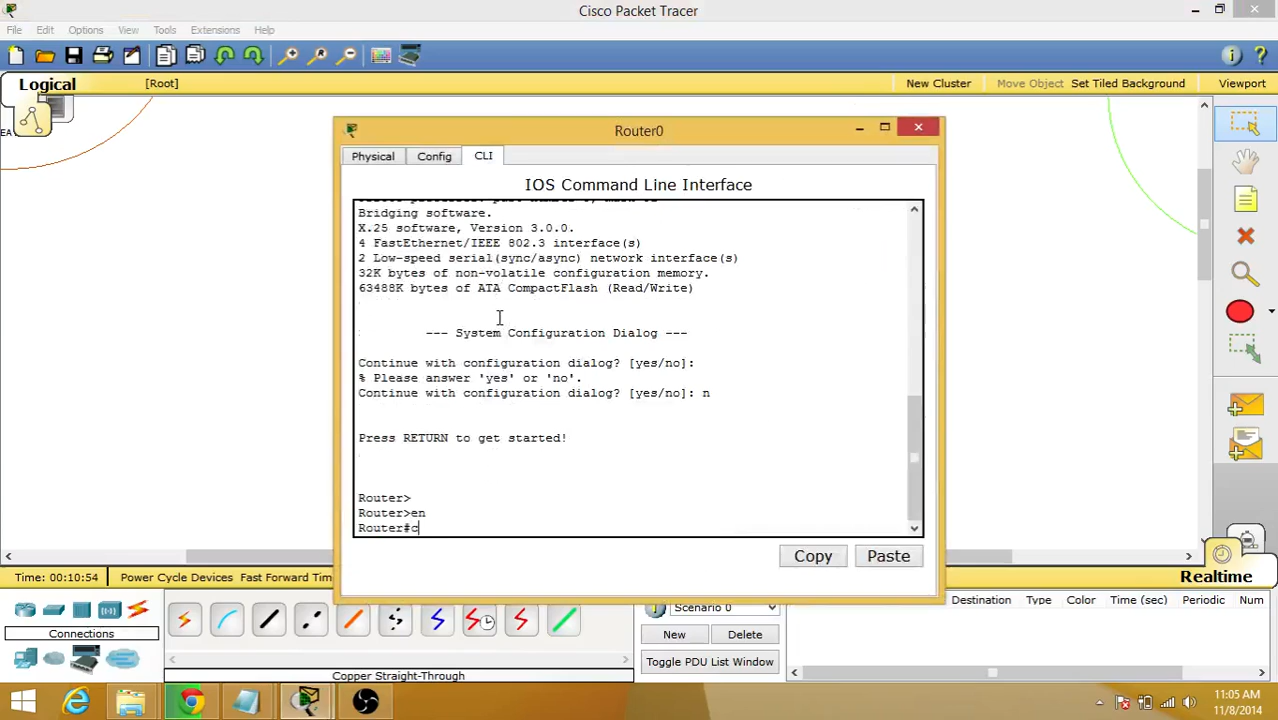 Cisco Packet Tracer
File Edit Options View Tools Extensions Help
Logical
[Root]
New Cluster
Move Object
Set Tiled Background
Viewport
EA
Router0
Physical
Config
CLI
IOS Command Line Interface
Bridging software.
X.25 software, Version 3.0.0.
4 FastEthernet/IEEE 802.3 interface(s)
2 Low-speed serial(sync/async) network interface(s)
32K bytes of non-volatile configuration memory.
63488K bytes of ATA CompactFlash (Read/Write)
--- System Configuration Dialog ---
Continue with configuration dialog? [yes/no]:
% Please answer 'yes' or 'no'.
Continue with configuration dialog? [yes/no]: n
Press RETURN to get started!
Router>
Router>en
Router#c
Copy
Paste
Time: 00:10:54
Power Cycle Devices
Fast Forward Tim
Realtime
Connections
Copper Straight-Through
Scenario 0
New
Delete
Toggle PDU List Window
Destination
Type
Color
Time (sec)
Periodic
Num
11:05 AM
11/8/2014